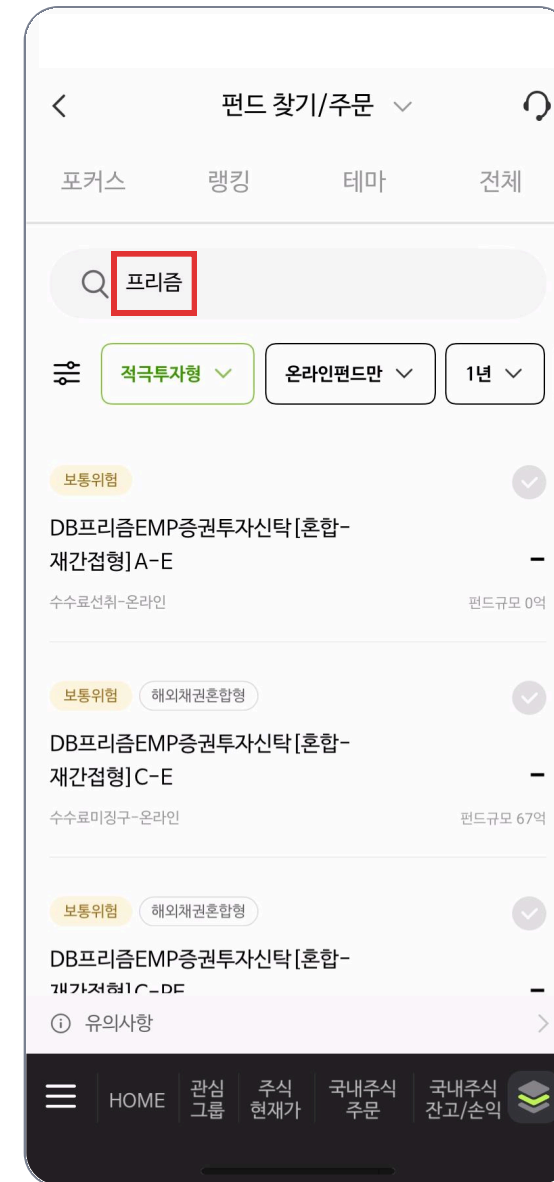 펀드 찾기/주문
포커스 랭킹 테마 전체
프리즘
적극투자형 온라인펀드만 1년
보통위험
DB프리즘EMP증권투자신탁[혼합-
재간접형]A-E
-
수수료선취-온라인 펀드규모 0억
보통위험 해외채권혼합형
DB프리즘EMP증권투자신탁[혼합-
재간접형]C-E
-
수수료미징구-온라인 펀드규모 67억
보통위험 해외채권혼합형
DB프리즘EMP증권투자신탁[혼합-
재간접형]C-PE
-
유의사항
HOME 관심그룹 주식현재가 국내주식주문 국내주식잔고/손익